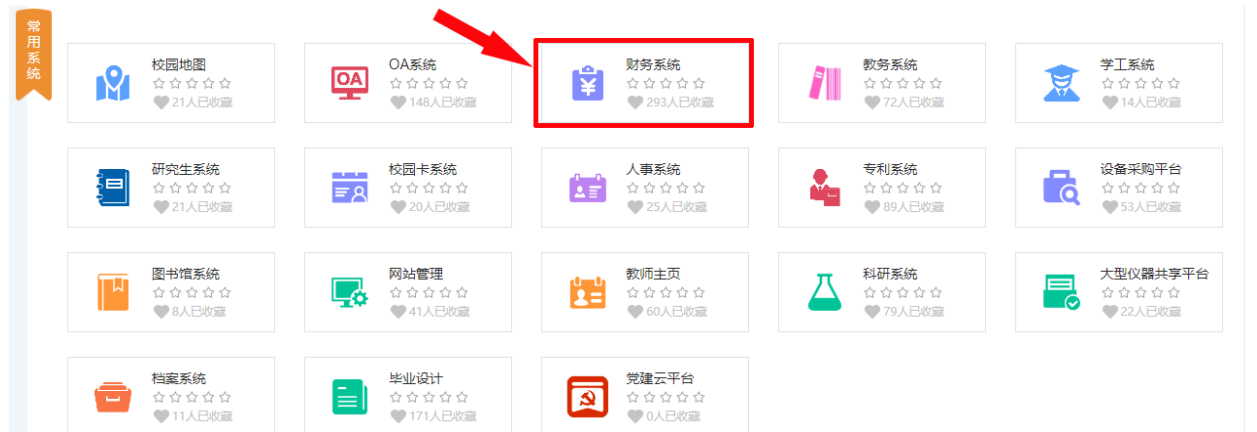 常用系统
校园地图
21人已收藏
OA
OA系统
148人已收藏
¥
财务系统
293人已收藏
教务系统
72人已收藏
学工系统
14人已收藏
研究生系统
21人已收藏
校园卡系统
20人已收藏
人事系统
25人已收藏
专利系统
89人已收藏
设备采购平台
53人已收藏
图书馆系统
8人已收藏
网站管理
41人已收藏
教师主页
60人已收藏
科研系统
79人已收藏
大型仪器共享平台
22人已收藏
档案系统
11人已收藏
毕业设计
171人已收藏
党建云平台
0人已收藏